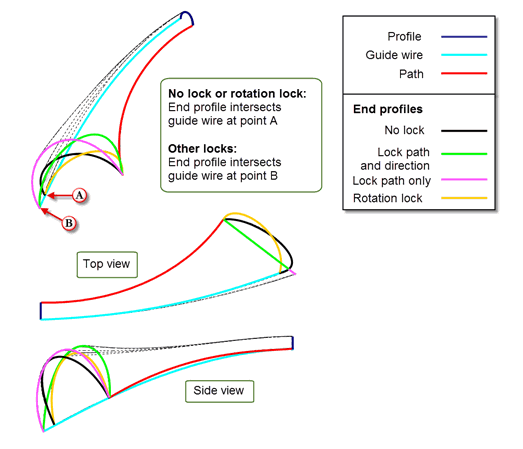 No lock or rotation lock:
End profile intersects
guide wire at point A
Other locks:
End profile intersects
guide wire at point B
A
B
Top view
Side view
Profile
Guide wire
Path
End profiles
No lock
Lock path
and direction
Lock path only
Rotation lock